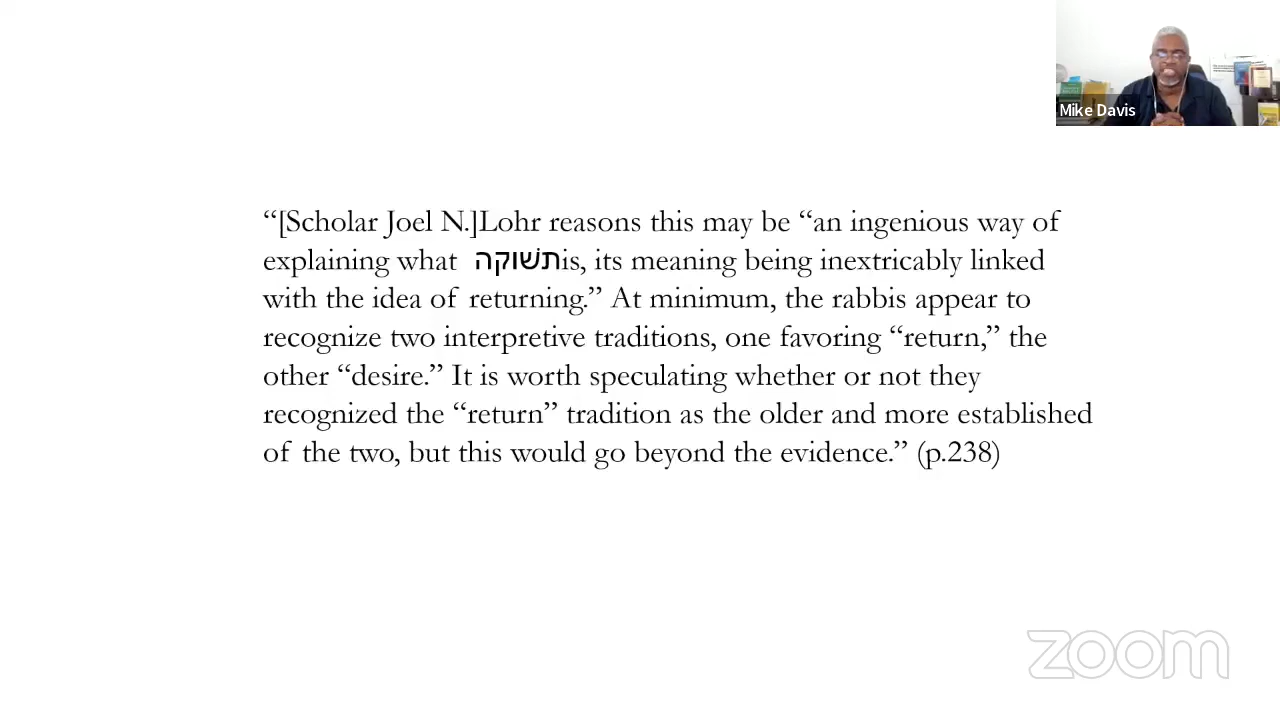 Mike Davis
“[Scholar Joel N.]Lohr reasons this may be “an ingenious way of
explaining what תשׁוקהis, its meaning being inextricably linked
with the idea of returning.” At minimum, the rabbis appear to
recognize two interpretive traditions, one favoring “return,” the
other “desire.” It is worth speculating whether or not they
recognized the “return” tradition as the older and more established
of the two, but this would go beyond the evidence.” (p.238)
zoom